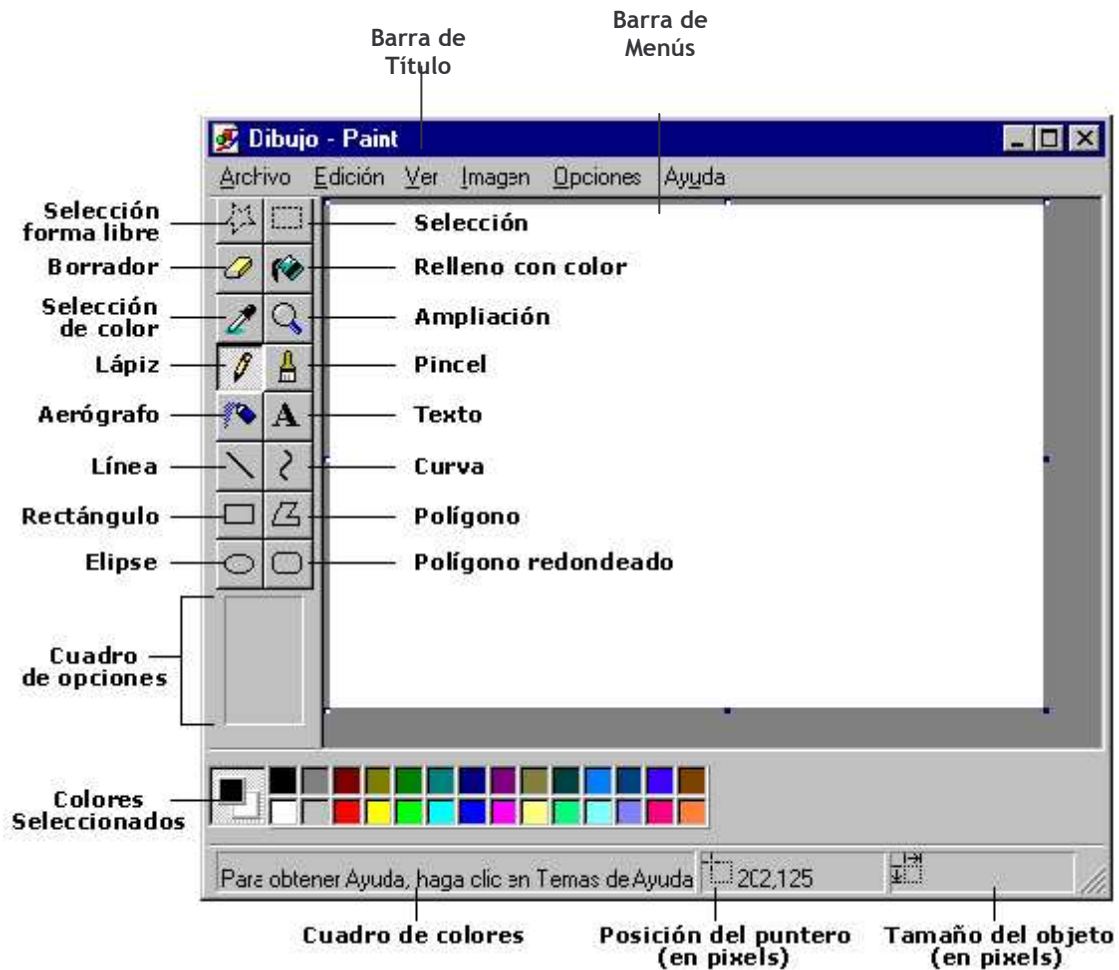 Barra de
Título
Barra de
Menús
Dibujo - Paint
Archivo Edición Ver Imagen Opciones Ayuda
Selección
forma libre
Selección
Borrador
Relleno con color
Selección
de color
Ampliación
Lápiz
Pincel
Aerógrafo
A
Texto
Línea
Curva
Rectángulo
Polígono
Elipse
Polígono redondeado
Cuadro
de opciones
Colores
Seleccionados
Para obtener Ayuda, haga clic en Temas de Ayuda
202,125
Cuadro de colores
Posición del puntero
(en pixels)
Tamaño del objeto
(en pixels)